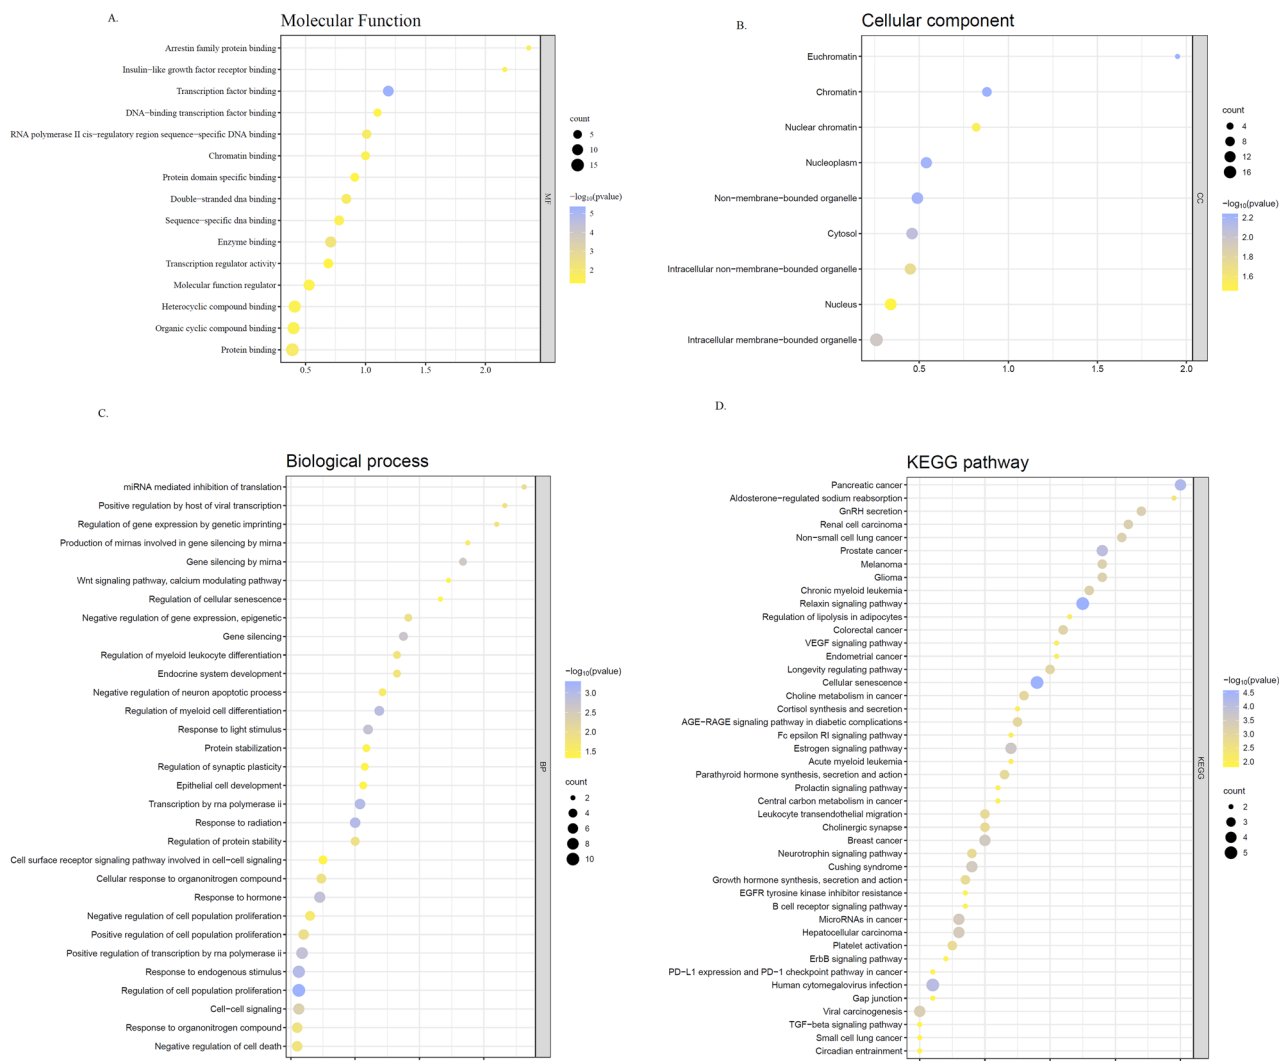 A.
Molecular Function
Arrestin family protein binding
Insulin−like growth factor receptor binding
Transcription factor binding
DNA−binding transcription factor binding
RNA polymerase II cis−regulatory region sequence−specific DNA binding
Chromatin binding
Protein domain specific binding
Double−stranded dna binding
Sequence−specific dna binding
Enzyme binding
Transcription regulator activity
Molecular function regulator
Heterocyclic compound binding
Organic cyclic compound binding
Protein binding
0.5 1.0 1.5 2.0
MF
count
5
10
15
−log10(pvalue)
5
4
3
2
B.
Cellular component
Euchromatin
Chromatin
Nuclear chromatin
Nucleoplasm
Non−membrane−bounded organelle
Cytosol
Intracellular non−membrane−bounded organelle
Nucleus
Intracellular membrane−bounded organelle
0.5 1.0 1.5 2.0
CC
count
4
8
12
16
−log10(pvalue)
2.2
2.0
1.8
1.6
C.
Biological process
miRNA mediated inhibition of translation
Positive regulation by host of viral transcription
Regulation of gene expression by genetic imprinting
Production of mirnas involved in gene silencing by mirna
Gene silencing by mirna
Wnt signaling pathway, calcium modulating pathway
Regulation of cellular senescence
Negative regulation of gene expression, epigenetic
Gene silencing
Regulation of myeloid leukocyte differentiation
Endocrine system development
Negative regulation of neuron apoptotic process
Regulation of myeloid cell differentiation
Response to light stimulus
Protein stabilization
Regulation of synaptic plasticity
Epithelial cell development
Transcription by rna polymerase ii
Response to radiation
Regulation of protein stability
Cell surface receptor signaling pathway involved in cell−cell signaling
Cellular response to organonitrogen compound
Response to hormone
Negative regulation of cell population proliferation
Positive regulation of cell population proliferation
Positive regulation of transcription by rna polymerase ii
Response to endogenous stimulus
Regulation of cell population proliferation
Cell−cell signaling
Response to organonitrogen compound
Negative regulation of cell death
BP
−log10(pvalue)
3.0
2.5
2.0
1.5
count
2
4
6
8
10
D.
KEGG pathway
Pancreatic cancer
Aldosterone−regulated sodium reabsorption
GnRH secretion
Renal cell carcinoma
Non−small cell lung cancer
Prostate cancer
Melanoma
Glioma
Chronic myeloid leukemia
Relaxin signaling pathway
Regulation of lipolysis in adipocytes
Colorectal cancer
VEGF signaling pathway
Endometrial cancer
Longevity regulating pathway
Cellular senescence
Choline metabolism in cancer
Cortisol synthesis and secretion
AGE−RAGE signaling pathway in diabetic complications
Fc epsilon RI signaling pathway
Estrogen signaling pathway
Acute myeloid leukemia
Parathyroid hormone synthesis, secretion and action
Prolactin signaling pathway
Central carbon metabolism in cancer
Leukocyte transendothelial migration
Cholinergic synapse
Breast cancer
Neurotrophin signaling pathway
Cushing syndrome
Growth hormone synthesis, secretion and action
EGFR tyrosine kinase inhibitor resistance
B cell receptor signaling pathway
MicroRNAs in cancer
Hepatocellular carcinoma
Platelet activation
ErbB signaling pathway
PD−L1 expression and PD−1 checkpoint pathway in cancer
Human cytomegalovirus infection
Gap junction
Viral carcinogenesis
TGF−beta signaling pathway
Small cell lung cancer
Circadian entrainment
KEGG
−log10(pvalue)
4.5
4.0
3.5
3.0
2.5
2.0
count
2
3
4
5